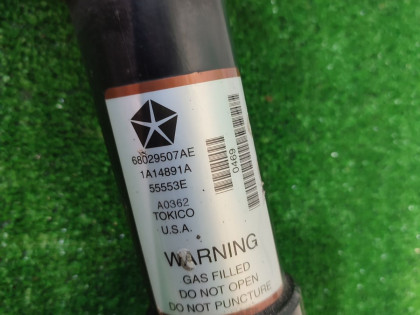 68029507AE
1A14891A
55553E
A0362
TOKICO
U.S.A.
0469
WARNING
GAS FILLED
DO NOT OPEN
DO NOT PUNCTURE